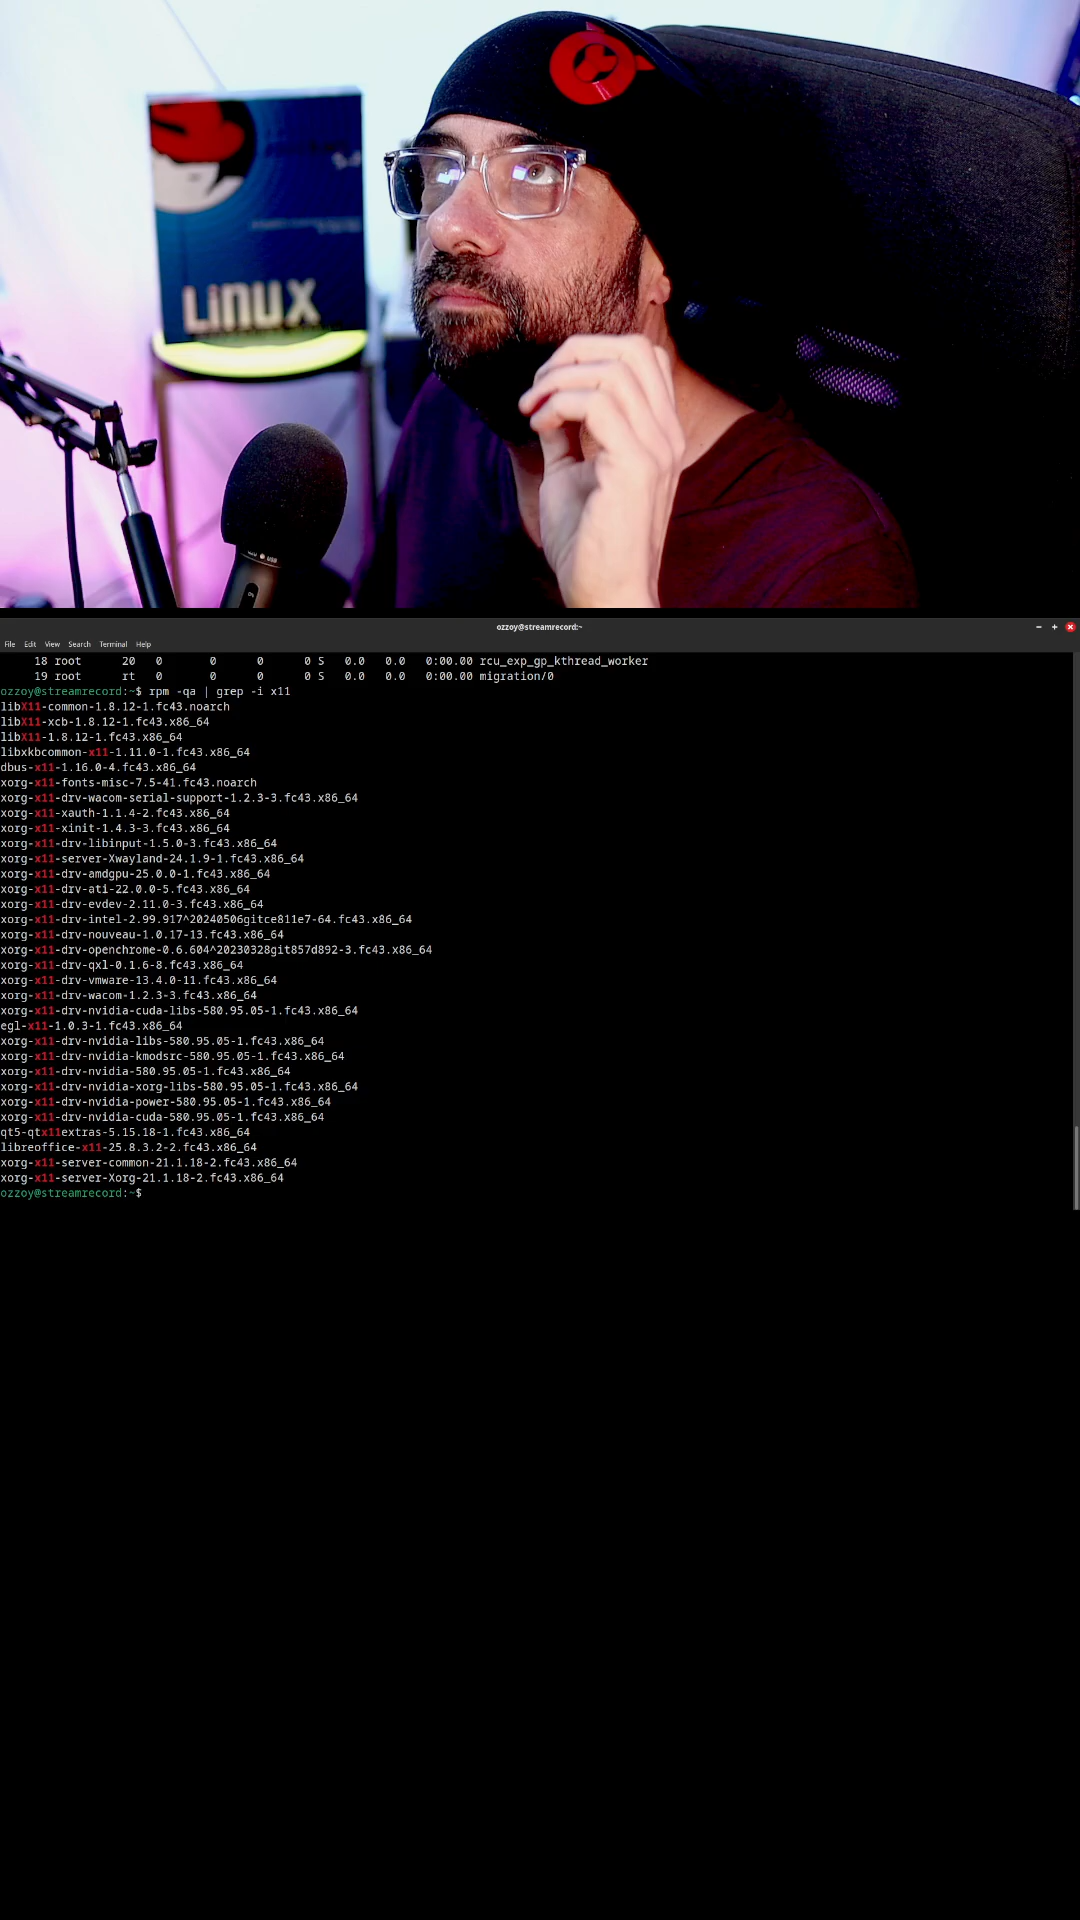 LiNUX
ozzoy@streamrecord:~
File Edit View Search Terminal Help
18 root 20 0 0 0 0 S 0.0 0.0 0:00.00 rcu_exp_gp_kthread_worker
19 root rt 0 0 0 0 S 0.0 0.0 0:00.00 migration/0
ozzoy@streamrecord:~$ rpm -qa | grep -i x11
libX11-common-1.8.12-1.fc43.noarch
libX11-xcb-1.8.12-1.fc43.x86_64
libX11-1.8.12-1.fc43.x86_64
libxkbcommon-x11-1.11.0-1.fc43.x86_64
dbus-x11-1.16.0-4.fc43.x86_64
xorg-x11-fonts-misc-7.5-41.fc43.noarch
xorg-x11-drv-wacom-serial-support-1.2.3-3.fc43.x86_64
xorg-x11-xauth-1.1.4-2.fc43.x86_64
xorg-x11-xinit-1.4.3-3.fc43.x86_64
xorg-x11-drv-libinput-1.5.0-3.fc43.x86_64
xorg-x11-server-Xwayland-24.1.9-1.fc43.x86_64
xorg-x11-drv-amdgpu-25.0.0-1.fc43.x86_64
xorg-x11-drv-ati-22.0.0-5.fc43.x86_64
xorg-x11-drv-evdev-2.11.0-3.fc43.x86_64
xorg-x11-drv-intel-2.99.917^20240506gitce811e7-64.fc43.x86_64
xorg-x11-drv-nouveau-1.0.17-13.fc43.x86_64
xorg-x11-drv-openchrome-0.6.604^20230328git857d892-3.fc43.x86_64
xorg-x11-drv-qxl-0.1.6-8.fc43.x86_64
xorg-x11-drv-vmware-13.4.0-11.fc43.x86_64
xorg-x11-drv-wacom-1.2.3-3.fc43.x86_64
xorg-x11-drv-nvidia-cuda-libs-580.95.05-1.fc43.x86_64
egl-x11-1.0.3-1.fc43.x86_64
xorg-x11-drv-nvidia-libs-580.95.05-1.fc43.x86_64
xorg-x11-drv-nvidia-kmodsrc-580.95.05-1.fc43.x86_64
xorg-x11-drv-nvidia-580.95.05-1.fc43.x86_64
xorg-x11-drv-nvidia-xorg-libs-580.95.05-1.fc43.x86_64
xorg-x11-drv-nvidia-power-580.95.05-1.fc43.x86_64
xorg-x11-drv-nvidia-cuda-580.95.05-1.fc43.x86_64
qt5-qtx11extras-5.15.18-1.fc43.x86_64
libreoffice-x11-25.8.3.2-2.fc43.x86_64
xorg-x11-server-common-21.1.18-2.fc43.x86_64
xorg-x11-server-Xorg-21.1.18-2.fc43.x86_64
ozzoy@streamrecord:~$